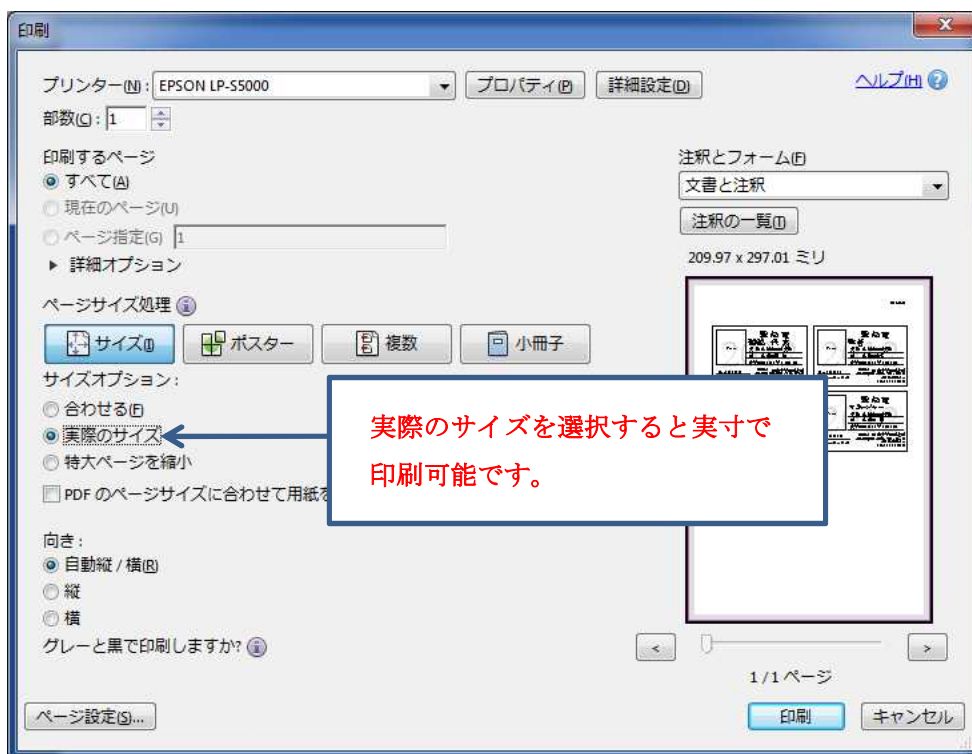 印刷
プリンター(N): EPSON LP-S5000
プロパティ(P)
詳細設定(D)
ヘルプ(H)
部数(C): 1
印刷するページ
すべて(A)
現在のページ(U)
ページ指定(G) 1
詳細オプション
注釈とフォーム(F)
文書と注釈
注釈の一覧(T)
209.97 x 297.01 ミリ
ページサイズ処理
サイズ(I)
ポスター
複数
小冊子
サイズオプション:
合わせる(F)
実際のサイズ
特大ページを縮小
PDF のページサイズに合わせて用紙を
実際のサイズを選択すると実寸で
印刷可能です。
向き:
自動縦 / 横(R)
縦
横
グレーと黒で印刷しますか?
<
>
1 / 1 ページ
ページ設定(S)...
印刷
キャンセル